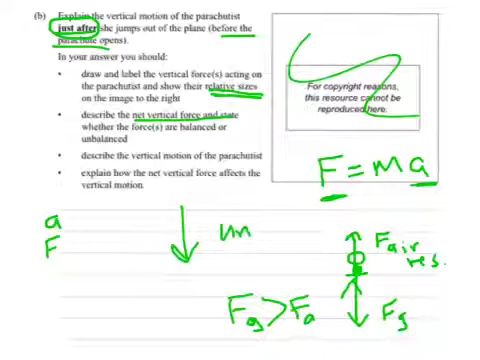 (b) Explain the vertical motion of the parachutist
just after she jumps out of the plane (before the
parachute opens).
In your answer you should:
• draw and label the vertical force(s) acting on
the parachutist and show their relative sizes
on the image to the right
• describe the net vertical force and state
whether the force(s) are balanced or
unbalanced
• describe the vertical motion of the parachutist
• explain how the net vertical force affects the
vertical motion.
For copyright reasons,
this resource cannot be
reproduced here.
F = ma
a
F
un
Fg > Fa
F air
res.
Fg